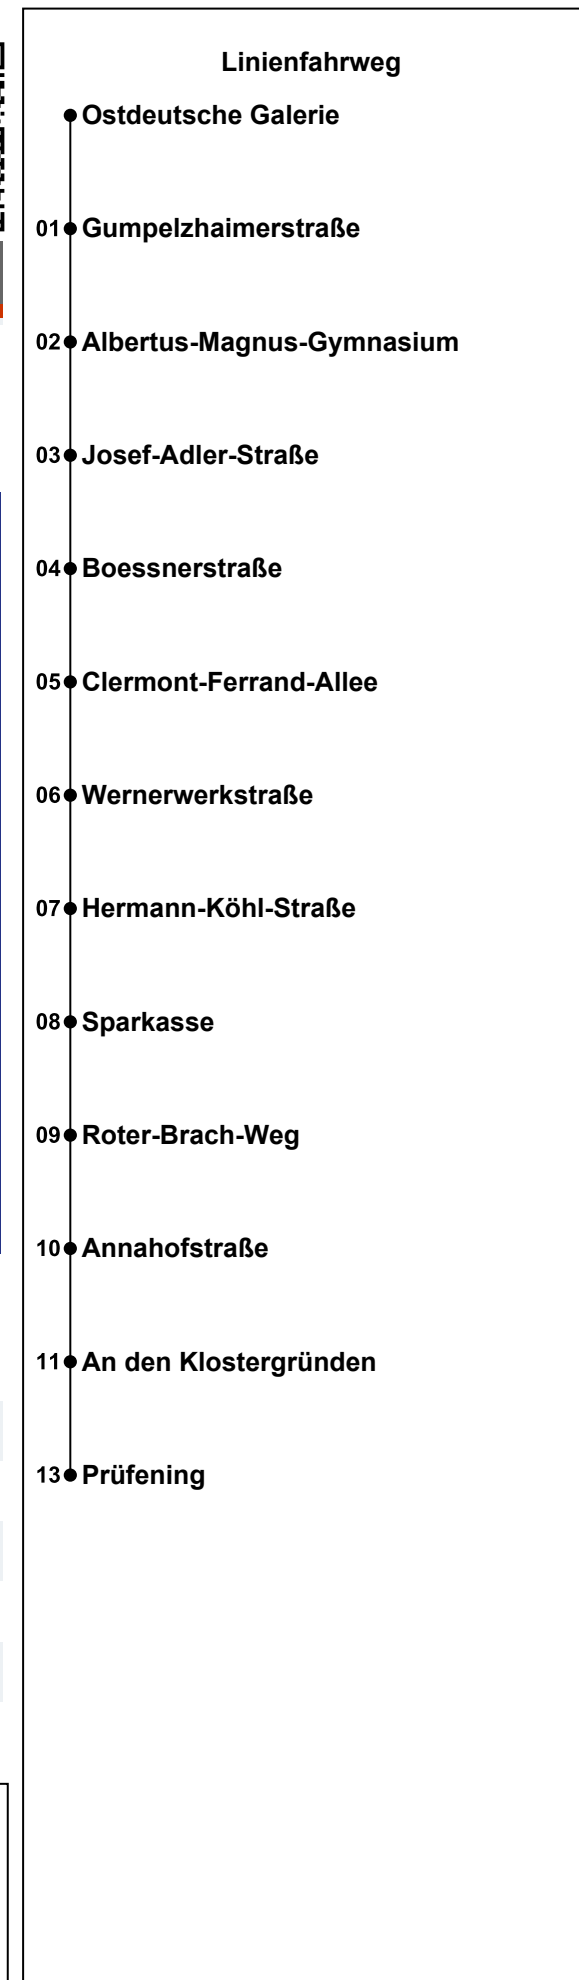 Linienfahrweg
Ostdeutsche Galerie
01 Gumpelzhaimerstraße
02 Albertus-Magnus-Gymnasium
03 Josef-Adler-Straße
04 Boessnerstraße
05 Clermont-Ferrand-Allee
06 Wernerwerkstraße
07 Hermann-Köhl-Straße
08 Sparkasse
09 Roter-Brach-Weg
10 Annahofstraße
11 An den Klostergründen
13 Prüfening